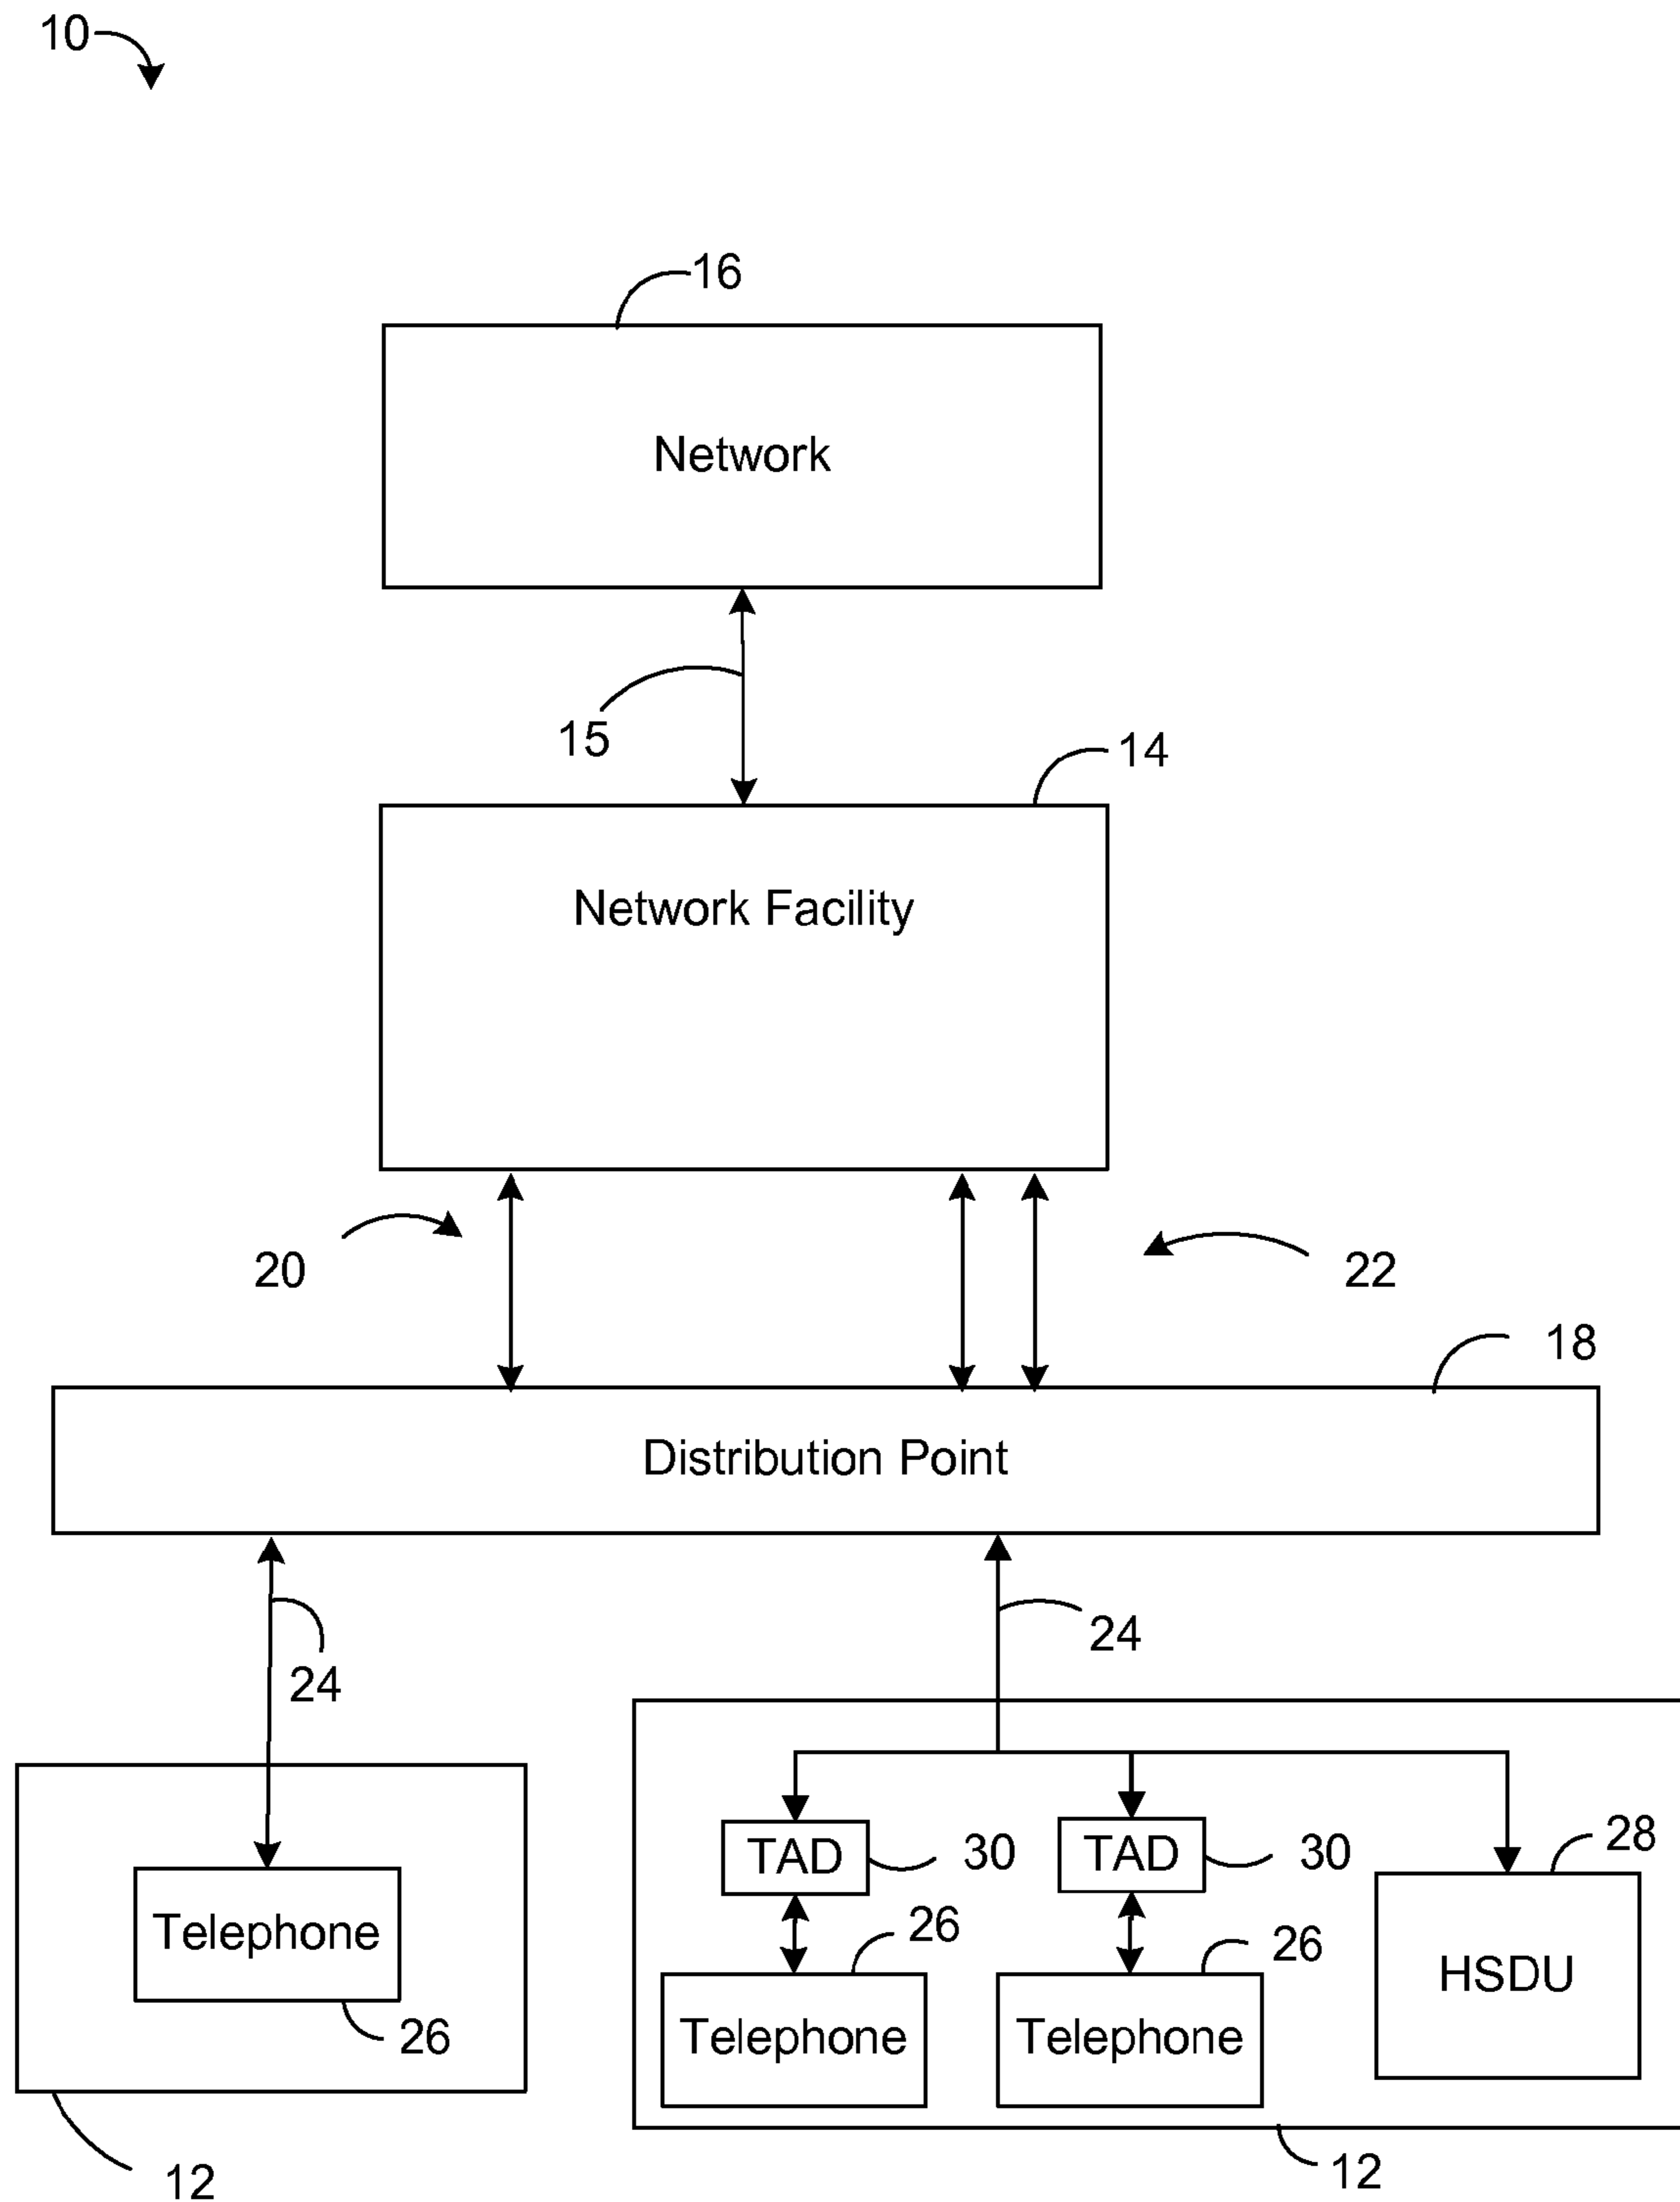 10
16
Network
15
14
Network Facility
20
22
18
Distribution Point
24
24
28
TAD
30
TAD
30
Telephone
26
26
HSDU
26
Telephone
Telephone
12
12